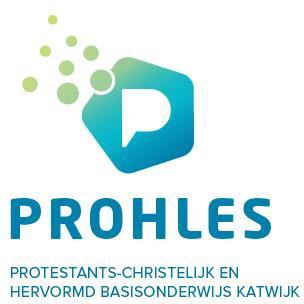 P
PROHLES
PROTESTANTS-CHRISTELIJK EN
HERVORMD BASISONDERWIJS KATWIJK